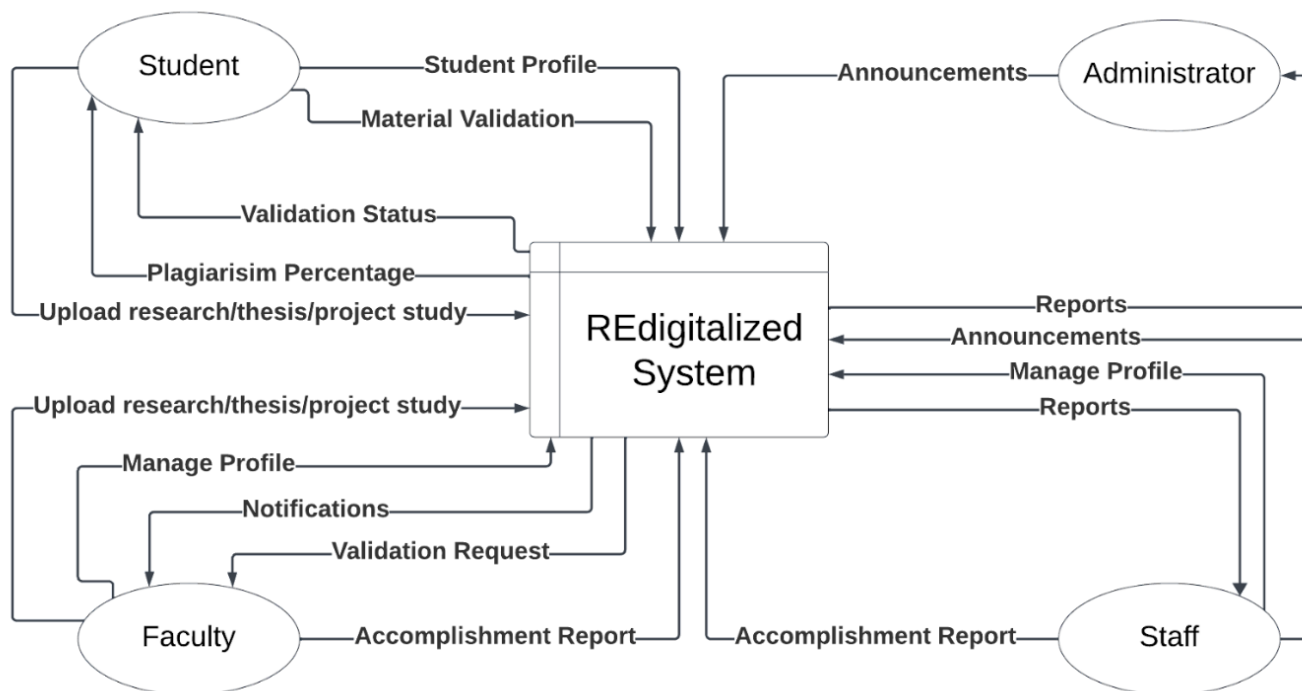 Student
Student Profile
Announcements
Administrator
Material Validation
Validation Status
Plagiarisim Percentage
Upload research/thesis/project study
REdigitalized
System
Reports
Announcements
Manage Profile
Reports
Upload research/thesis/project study
Manage Profile
Notifications
Validation Request
Faculty
Accomplishment Report
Accomplishment Report
Staff